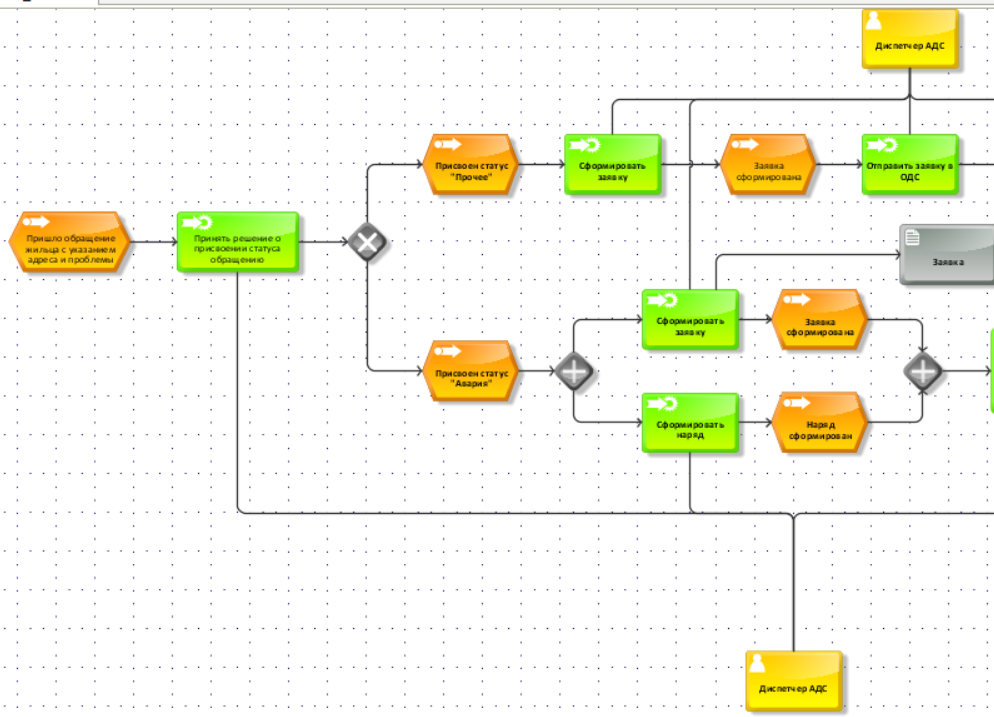 Диспетчер АДС
Присвоен статус
"Прочее"
Сформировать
заявку
Заявка
сформирована
Отправить заявку в
ОДС
Пришло обращение
жильца с указанием
адреса и проблемы
Принять решение о
присвоении статуса
обращению
Заявка
Сформировать
заявку
Заявка
сформирована
Присвоен статус
"Авария"
Сформировать
наряд
Наряд
сформирован
Диспетчер АДС